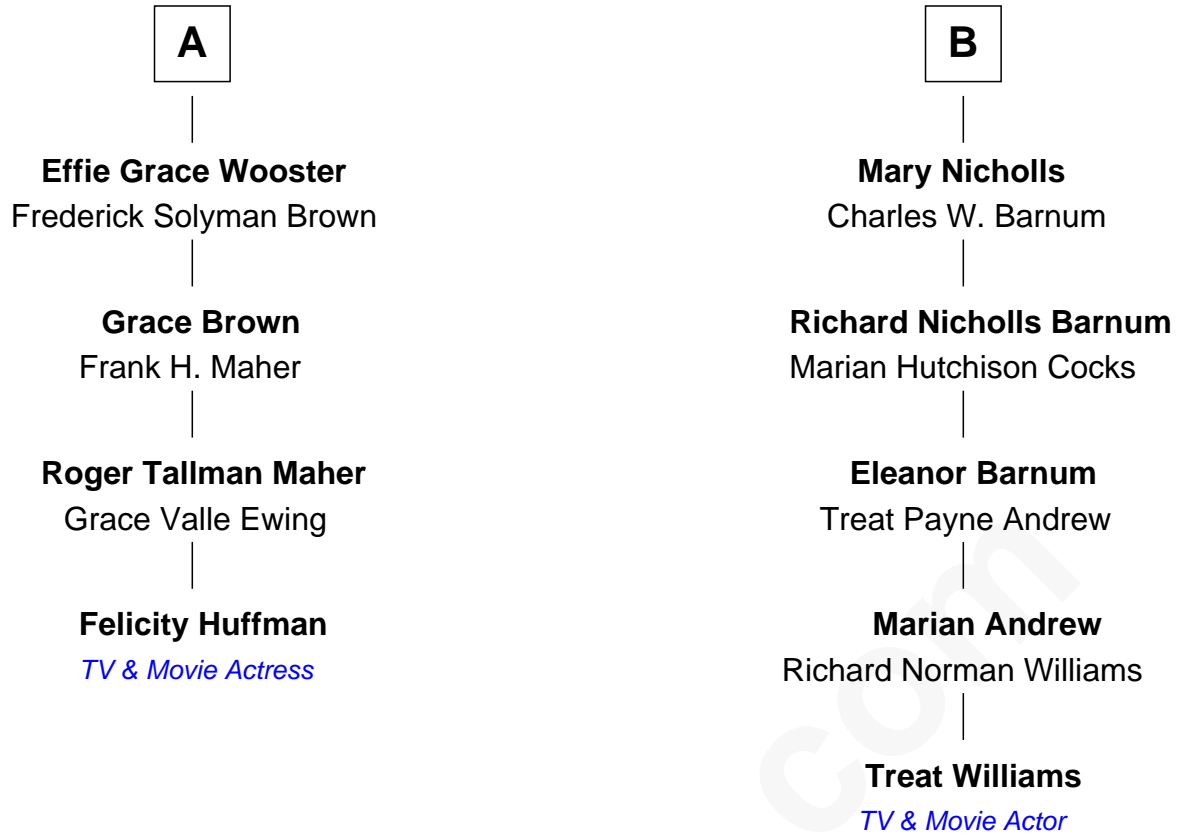 A
Effie Grace Wooster
Frederick Solyman Brown
Grace Brown
Frank H. Maher
Roger Tallman Maher
Grace Valle Ewing
Felicity Huffman
TV & Movie Actress
B
Mary Nicholls
Charles W. Barnum
Richard Nicholls Barnum
Marian Hutchison Cocks
Eleanor Barnum
Treat Payne Andrew
Marian Andrew
Richard Norman Williams
Treat Williams
TV & Movie Actor
com